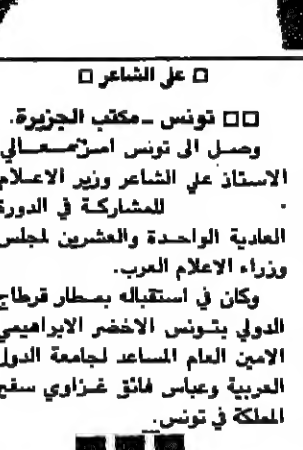 □ علي الشاعر □
□□ تونس ـ مكتب الجزيرة.
وصل الى تونس امس معالي
الاستاذ علي الشاعر وزير الاعلام
للمشاركة في الدورة
العادية الواحدة والعشرين لمجلس
وزراء الاعلام العرب.
وكان في استقباله بمطار قرطاج
الدولي بتونس الاخضر الابراهيمي
الامين العام المساعد لجامعة الدول
العربية وعباس فائق غزاوي سفير
المملكة في تونس.